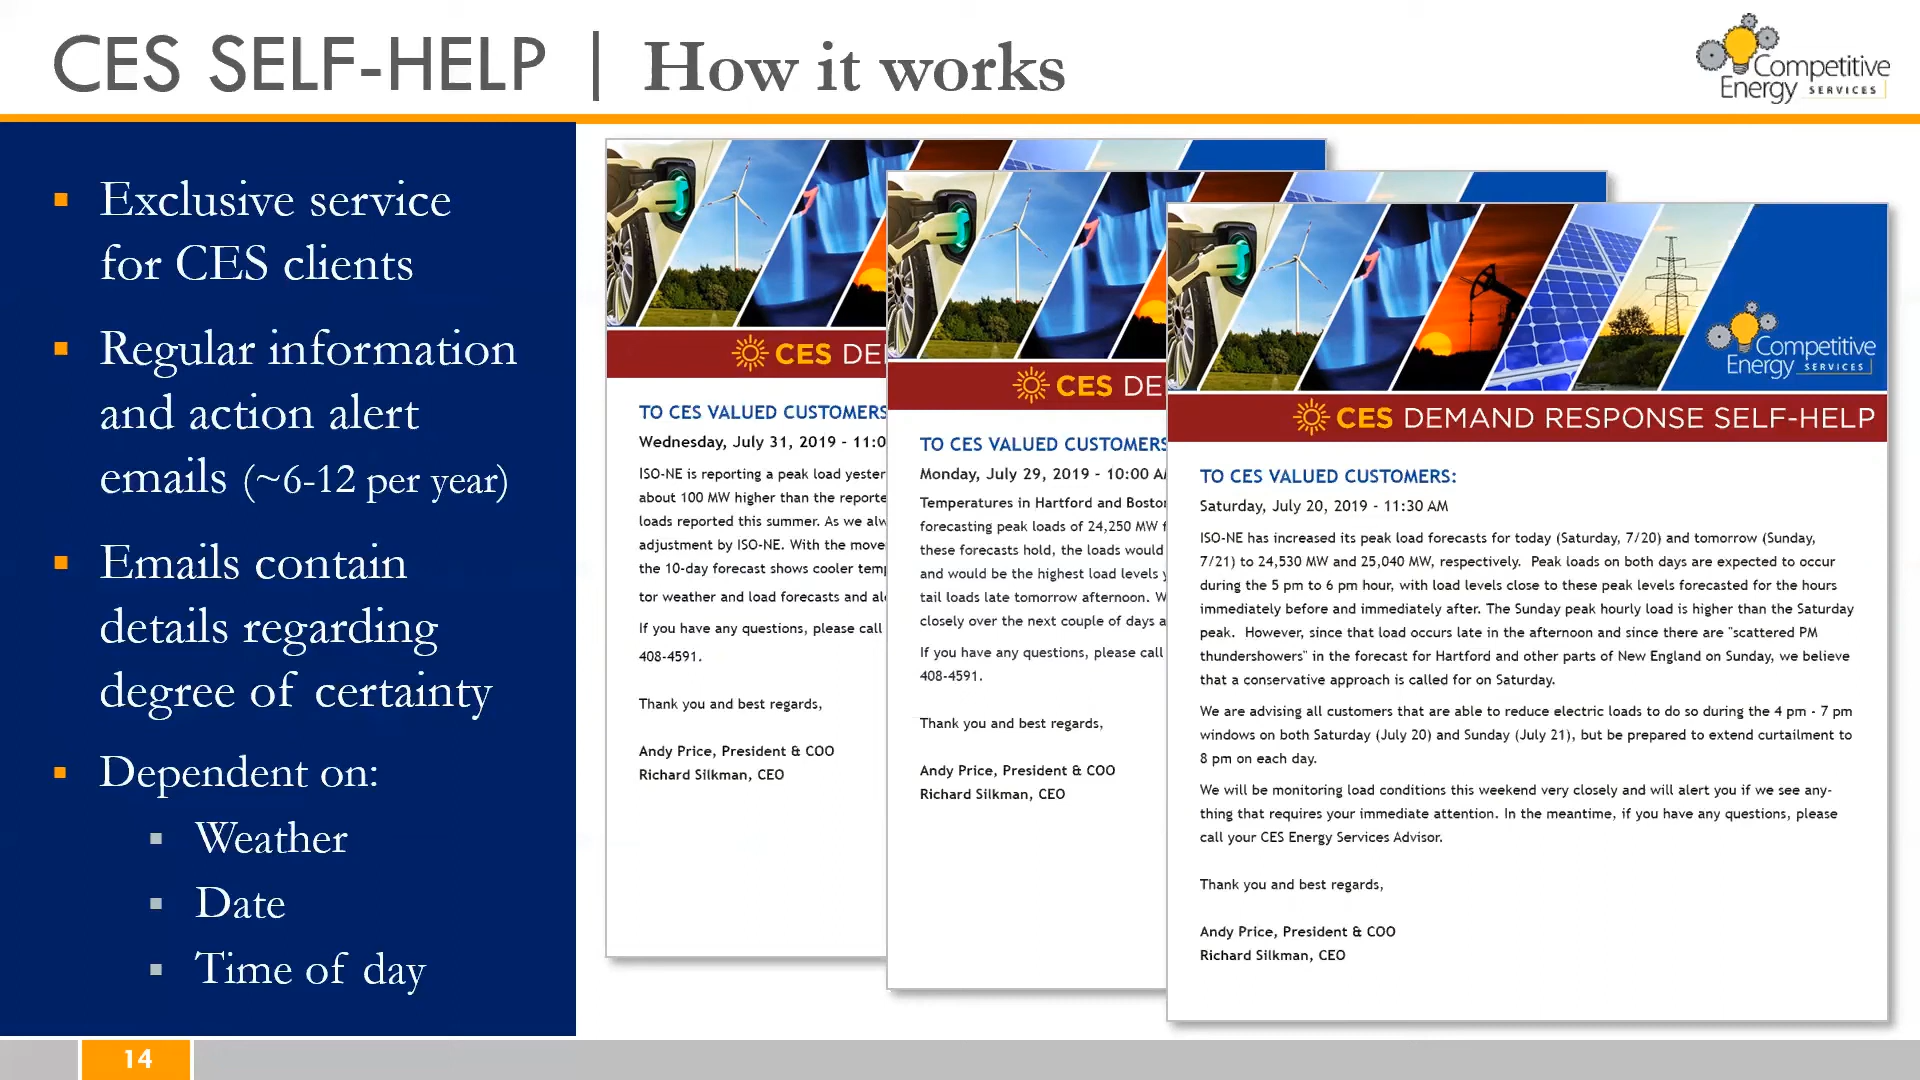 CES SELF-HELP | How it works
Competitive
Energy SERVICES
Exclusive service
for CES clients
Regular information
and action alert
emails (~6-12 per year)
Emails contain
details regarding
degree of certainty
Dependent on:
Weather
Date
Time of day
CES DE
TO CES VALUED CUSTOMERS
Wednesday, July 31, 2019 - 11:0
ISO-NE is reporting a peak load yester
about 100 MW higher than the reporte
loads reported this summer. As we alw
adjustment by ISO-NE. With the move
the 10-day forecast shows cooler temp
tor weather and load forecasts and ale
If you have any questions, please call
408-4591.
Thank you and best regards,
Andy Price, President & COO
Richard Silkman, CEO
CES DE
TO CES VALUED CUSTOMERS
Monday, July 29, 2019 - 10:00 AM
Temperatures in Hartford and Boston
forecasting peak loads of 24,250 MW f
these forecasts hold, the loads would
and would be the highest load levels y
tail loads late tomorrow afternoon. W
closely over the next couple of days a
If you have any questions, please call
408-4591.
Thank you and best regards,
Andy Price, President & COO
Richard Silkman, CEO
Competitive
Energy SERVICES
CES DEMAND RESPONSE SELF-HELP
TO CES VALUED CUSTOMERS:
Saturday, July 20, 2019 - 11:30 AM
ISO-NE has increased its peak load forecasts for today (Saturday, 7/20) and tomorrow (Sunday,
7/21) to 24,530 MW and 25,040 MW, respectively. Peak loads on both days are expected to occur
during the 5 pm to 6 pm hour, with load levels close to these peak levels forecasted for the hours
immediately before and immediately after. The Sunday peak hourly load is higher than the Saturday
peak. However, since that load occurs late in the afternoon and since there are "scattered PM
thundershowers" in the forecast for Hartford and other parts of New England on Sunday, we believe
that a conservative approach is called for on Saturday.
We are advising all customers that are able to reduce electric loads to do so during the 4 pm - 7 pm
windows on both Saturday (July 20) and Sunday (July 21), but be prepared to extend curtailment to
8 pm on each day.
We will be monitoring load conditions this weekend very closely and will alert you if we see any-
thing that requires your immediate attention. In the meantime, if you have any questions, please
call your CES Energy Services Advisor.
Thank you and best regards,
Andy Price, President & COO
Richard Silkman, CEO
14